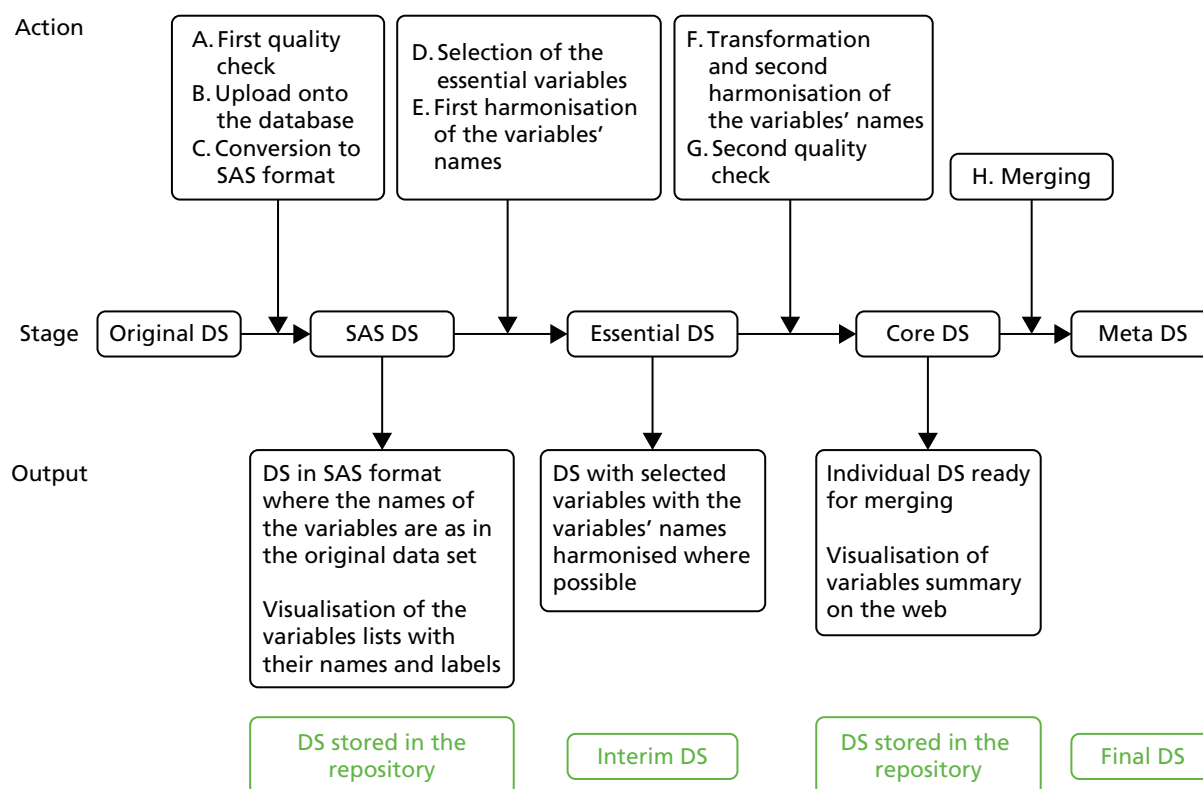 Action
A. First quality
check
B. Upload onto
the database
C. Conversion to
SAS format
D. Selection of the
essential variables
E. First harmonisation
of the variables’
names
F. Transformation
and second
harmonisation of
the variables’ names
G. Second quality
check
H. Merging
Stage
Original DS
SAS DS
Essential DS
Core DS
Meta DS
Output
DS in SAS format
where the names of
the variables are as in
the original data set
Visualisation of the
variables lists with
their names and labels
DS with selected
variables with the
variables’ names
harmonised where
possible
Individual DS ready
for merging
Visualisation of
variables summary
on the web
DS stored in the
repository
Interim DS
DS stored in the
repository
Final DS